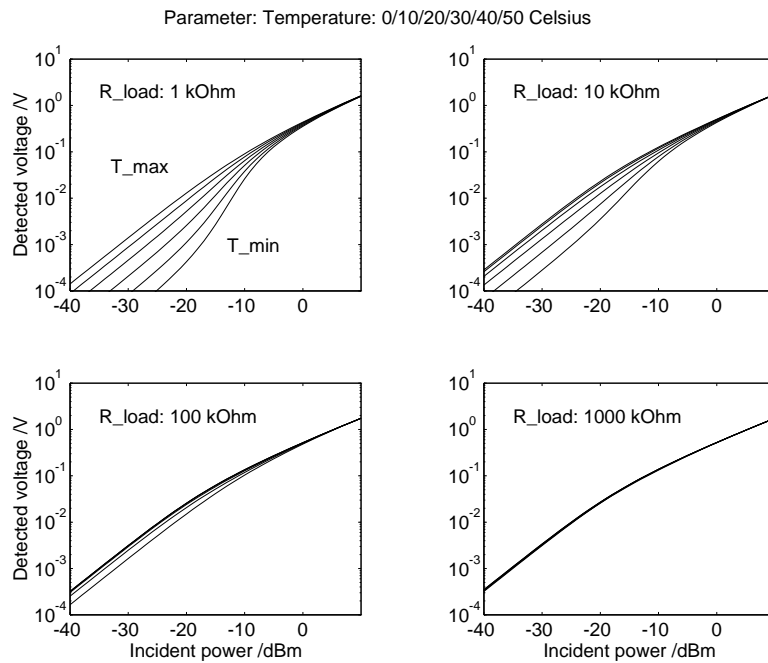 Parameter: Temperature: 0/10/20/30/40/50 Celsius
10^1
10^0
10^-1
10^-2
10^-3
10^-4
Detected voltage /V
R_load: 1 kOhm
T_max
T_min
-40 -30 -20 -10 0
10^1
10^0
10^-1
10^-2
10^-3
10^-4
R_load: 10 kOhm
-40 -30 -20 -10 0
10^1
10^0
10^-1
10^-2
10^-3
10^-4
Detected voltage /V
R_load: 100 kOhm
-40 -30 -20 -10 0
Incident power /dBm
10^1
10^0
10^-1
10^-2
10^-3
10^-4
R_load: 1000 kOhm
-40 -30 -20 -10 0
Incident power /dBm